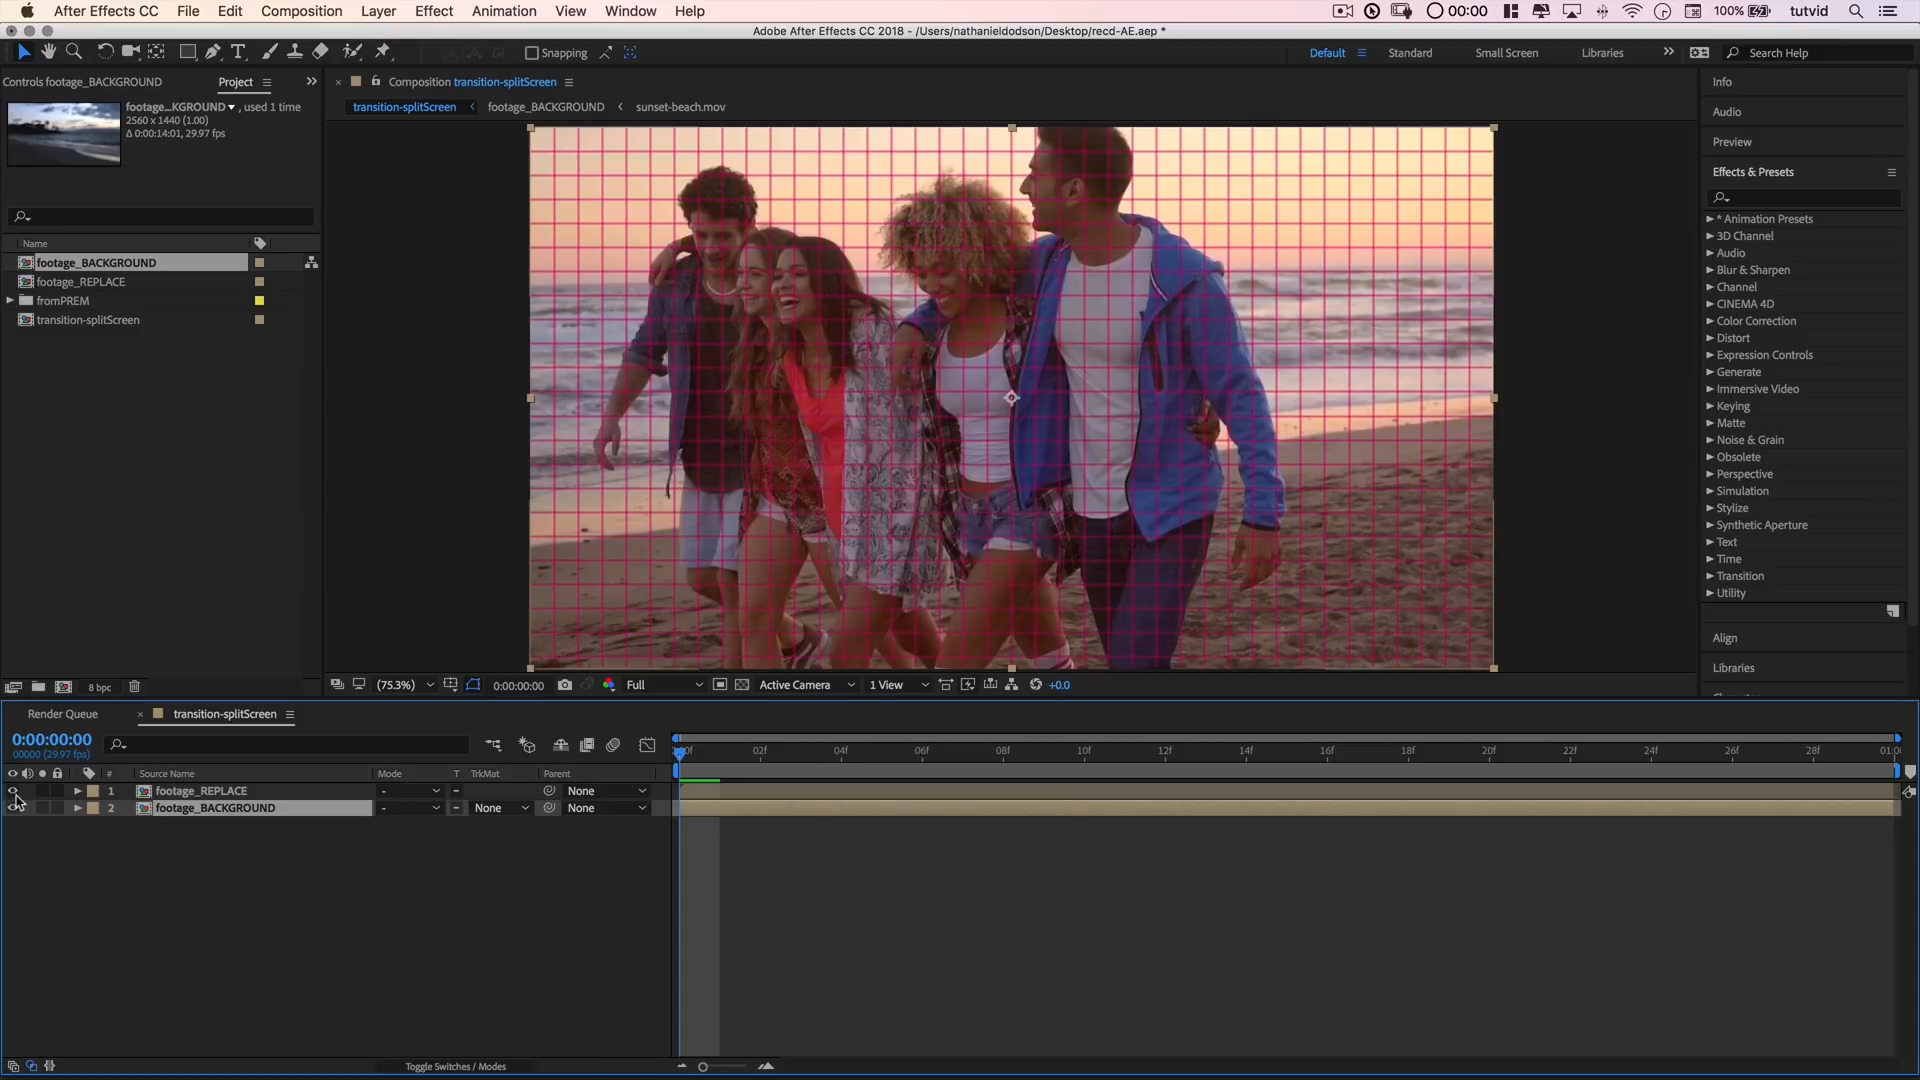 After Effects CC File Edit Composition Layer Effect Animation View Window Help 00:00 100% tutvid
Adobe After Effects CC 2018 - /Users/nathanieldodson/Desktop/recd-AE.aep *
Snapping Default Standard Small Screen Libraries Search Help
Controls footage_BACKGROUND Project Composition transition-splitScreen Info
footage...KGROUND , used 1 time
2560 x 1440 (1.00)
Δ 0:00:14:01, 29.97 fps
transition-splitScreen footage_BACKGROUND sunset-beach.mov
Audio
Preview
Effects & Presets
* Animation Presets
3D Channel
Audio
Blur & Sharpen
Channel
CINEMA 4D
Color Correction
Distort
Expression Controls
Generate
Immersive Video
Keying
Matte
Noise & Grain
Obsolete
Perspective
Simulation
Stylize
Synthetic Aperture
Text
Time
Transition
Utility
Align
Libraries
Name
footage_BACKGROUND
footage_REPLACE
fromPREM
transition-splitScreen
8 bpc (75.3%) 0:00:00:00 Full Active Camera 1 View +0.0
Render Queue transition-splitScreen
0:00:00:00
00000 (29.97 fps)
02f 04f 06f 08f 10f 12f 14f 16f 18f 20f 22f 24f 26f 28f
# Source Name Mode T TrkMat Parent
1 footage_REPLACE - None
2 footage_BACKGROUND - None None
Toggle Switches / Modes